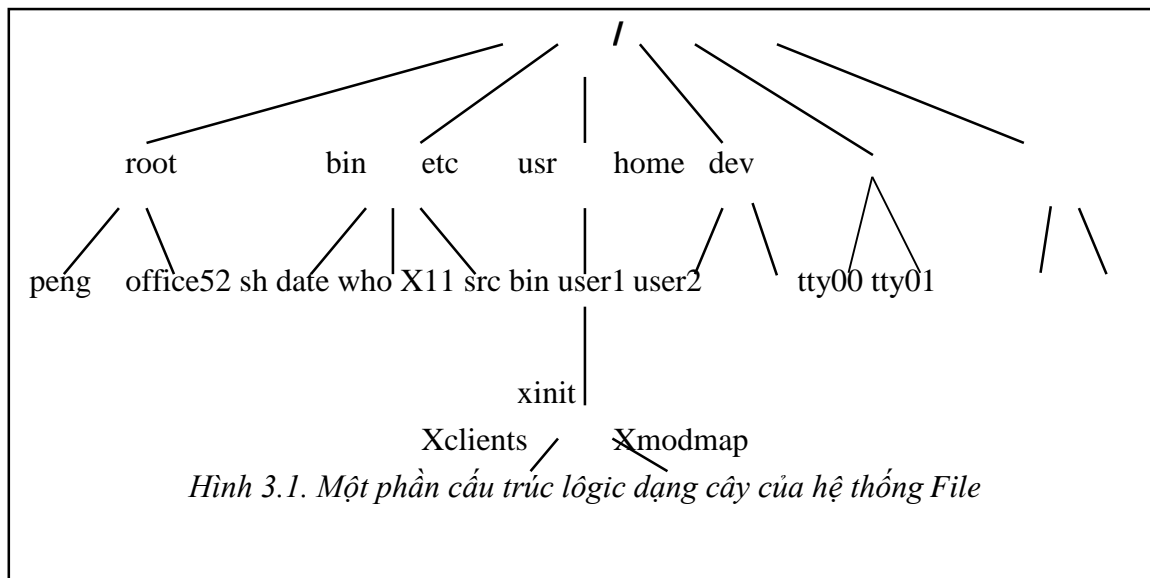 /
root bin etc usr home dev
peng office52 sh date who X11 src bin user1 user2 tty00 tty01
xinit
Xclients Xmodmap
Hình 3.1. Một phần cấu trúc lôgic dạng cây của hệ thống File